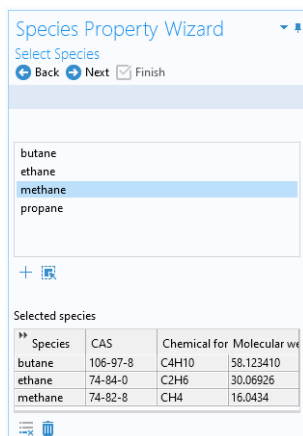 Species Property Wizard
Select Species
Back Next Finish
butane
ethane
methane
propane
Selected species
Species CAS Chemical for Molecular we
butane 106-97-8 C4H10 58.123410
ethane 74-84-0 C2H6 30.06926
methane 74-82-8 CH4 16.0434